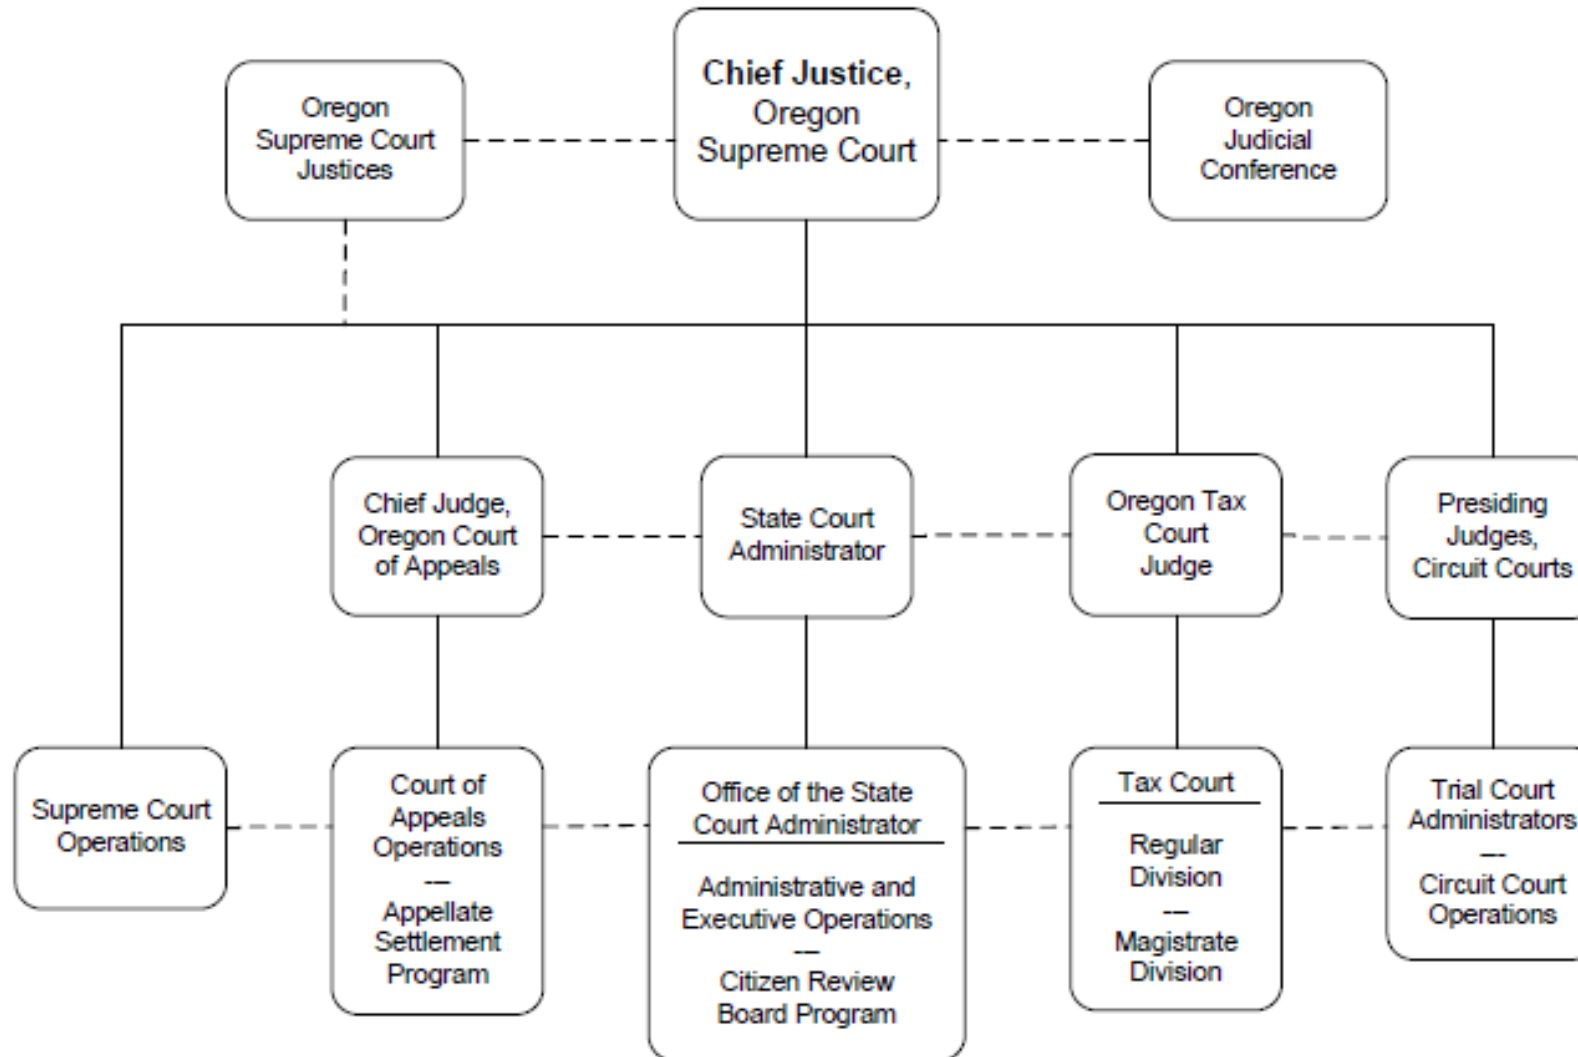 Chief Justice,
Oregon
Supreme Court
Oregon
Supreme Court
Justices
Oregon
Judicial
Conference
Chief Judge,
Oregon Court
of Appeals
State Court
Administrator
Oregon Tax
Court
Judge
Presiding
Judges,
Circuit Courts
Supreme Court
Operations
Court of
Appeals
Operations
---
Appellate
Settlement
Program
Office of the State
Court Administrator
Administrative and
Executive Operations
---
Citizen Review
Board Program
Tax Court
Regular
Division
---
Magistrate
Division
Trial Court
Administrators
---
Circuit Court
Operations